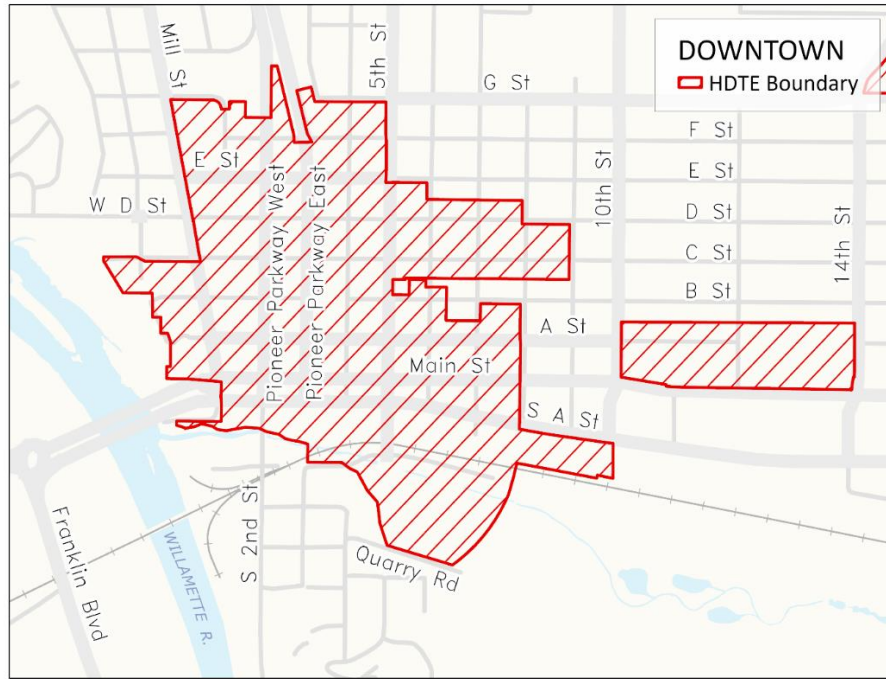 DOWNTOWN
HDTE Boundary
Mill St
5th St
G St
F St
E St
E St
10th St
W D St
Pioneer Parkway West
Pioneer Parkway East
D St
14th St
C St
B St
A St
Main St
S A St
S 2nd St
Quarry Rd
Franklin Blvd
WILLAMETTE R.